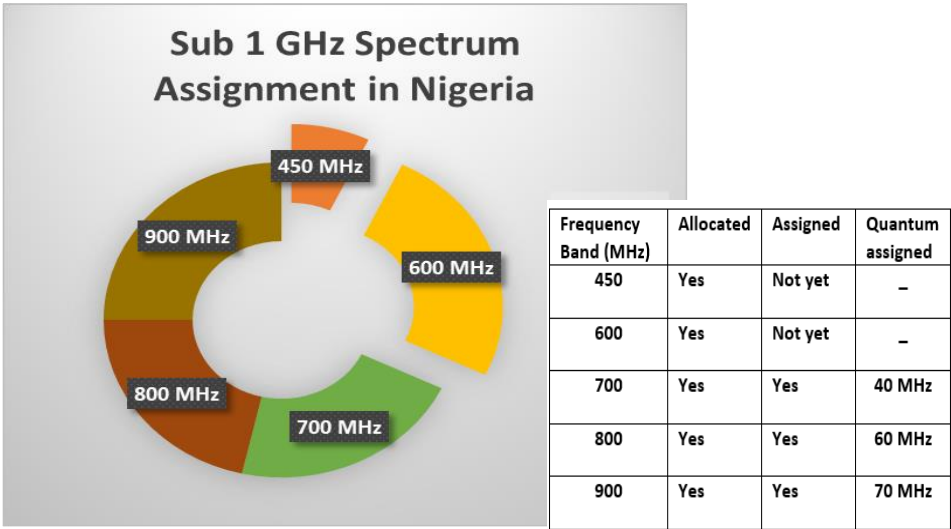 Sub 1 GHz Spectrum
Assignment in Nigeria
450 MHz
900 MHz
600 MHz
800 MHz
700 MHz
Frequency Band (MHz) Allocated Assigned Quantum assigned
450 Yes Not yet –
600 Yes Not yet –
700 Yes Yes 40 MHz
800 Yes Yes 60 MHz
900 Yes Yes 70 MHz